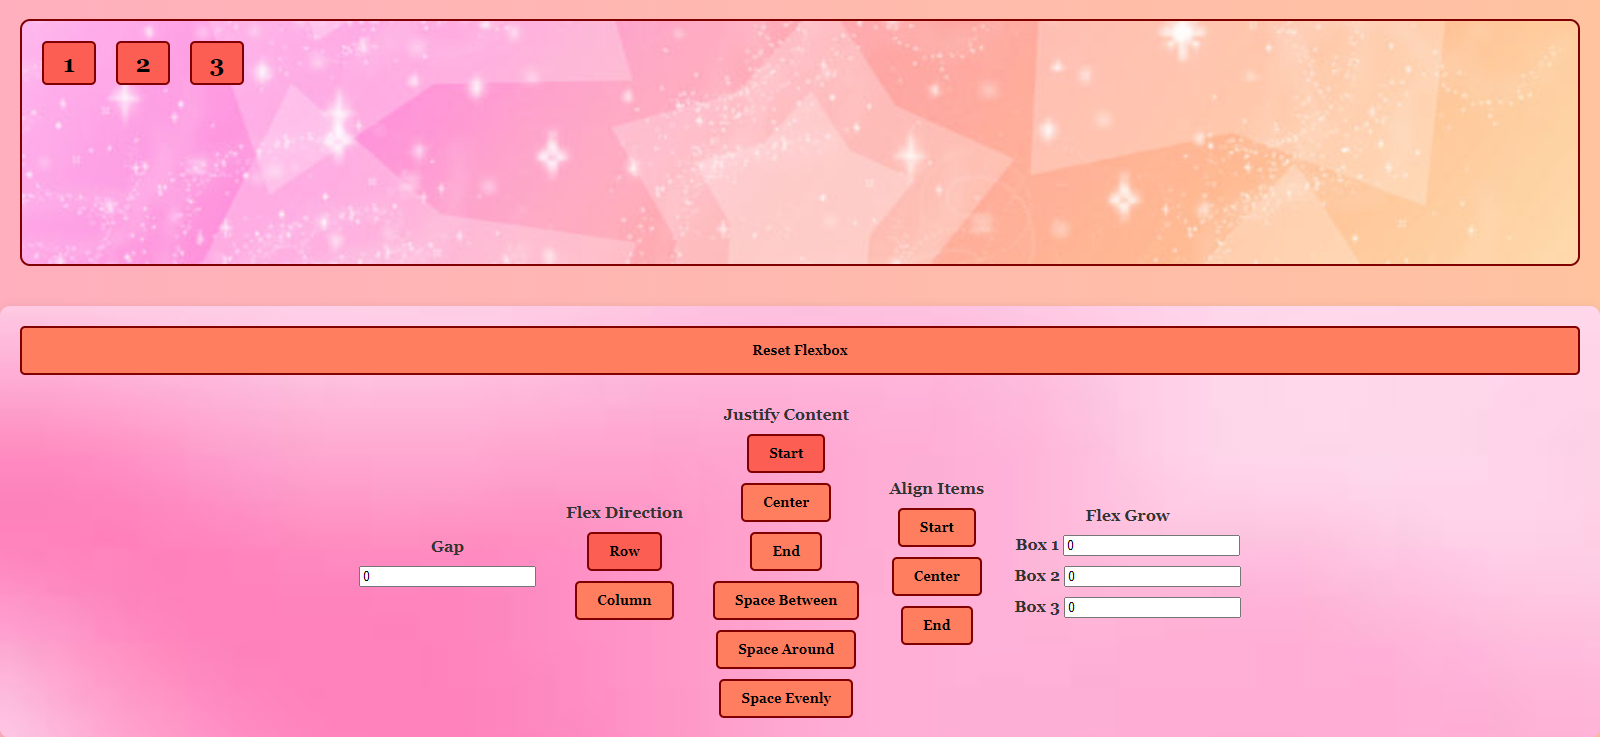 1 2 3
Reset Flexbox
Gap
0
Flex Direction
Row
Column
Justify Content
Start
Center
End
Space Between
Space Around
Space Evenly
Align Items
Start
Center
End
Flex Grow
Box 1 0
Box 2 0
Box 3 0